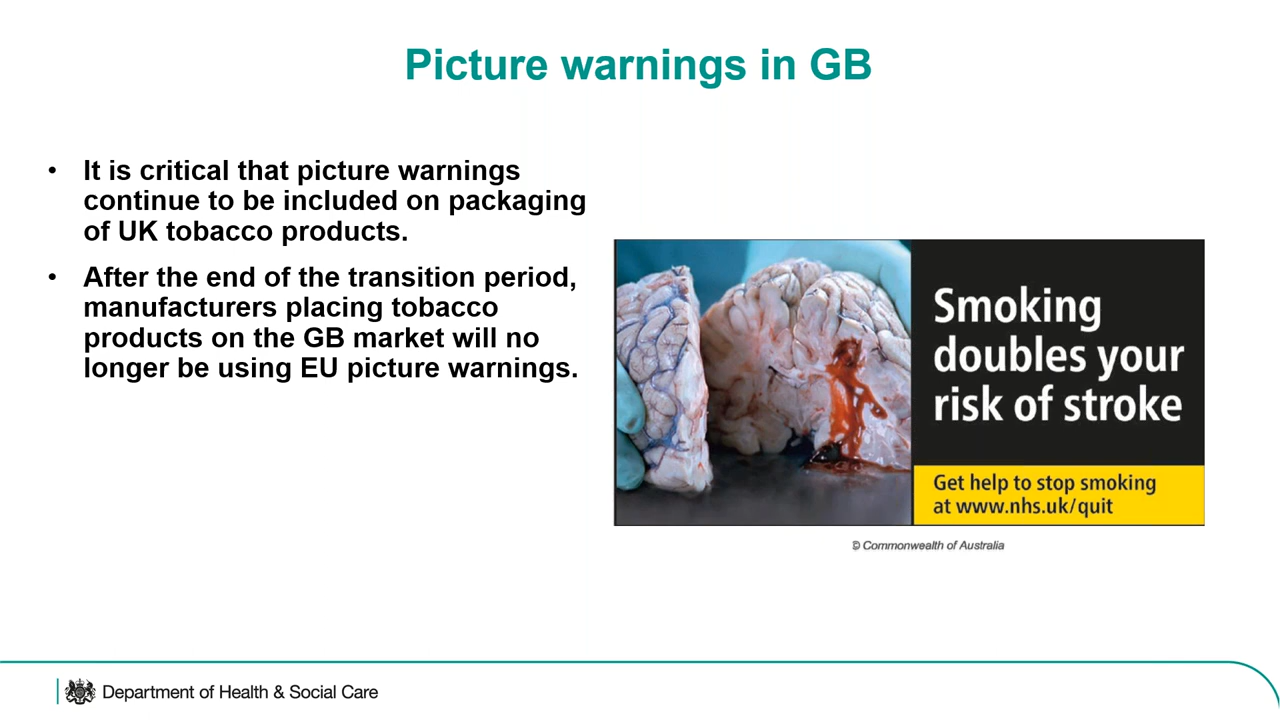 Picture warnings in GB
• It is critical that picture warnings
continue to be included on packaging
of UK tobacco products.
• After the end of the transition period,
manufacturers placing tobacco
products on the GB market will no
longer be using EU picture warnings.
Smoking
doubles your
risk of stroke
Get help to stop smoking
at www.nhs.uk/quit
© Commonwealth of Australia
Department of Health & Social Care